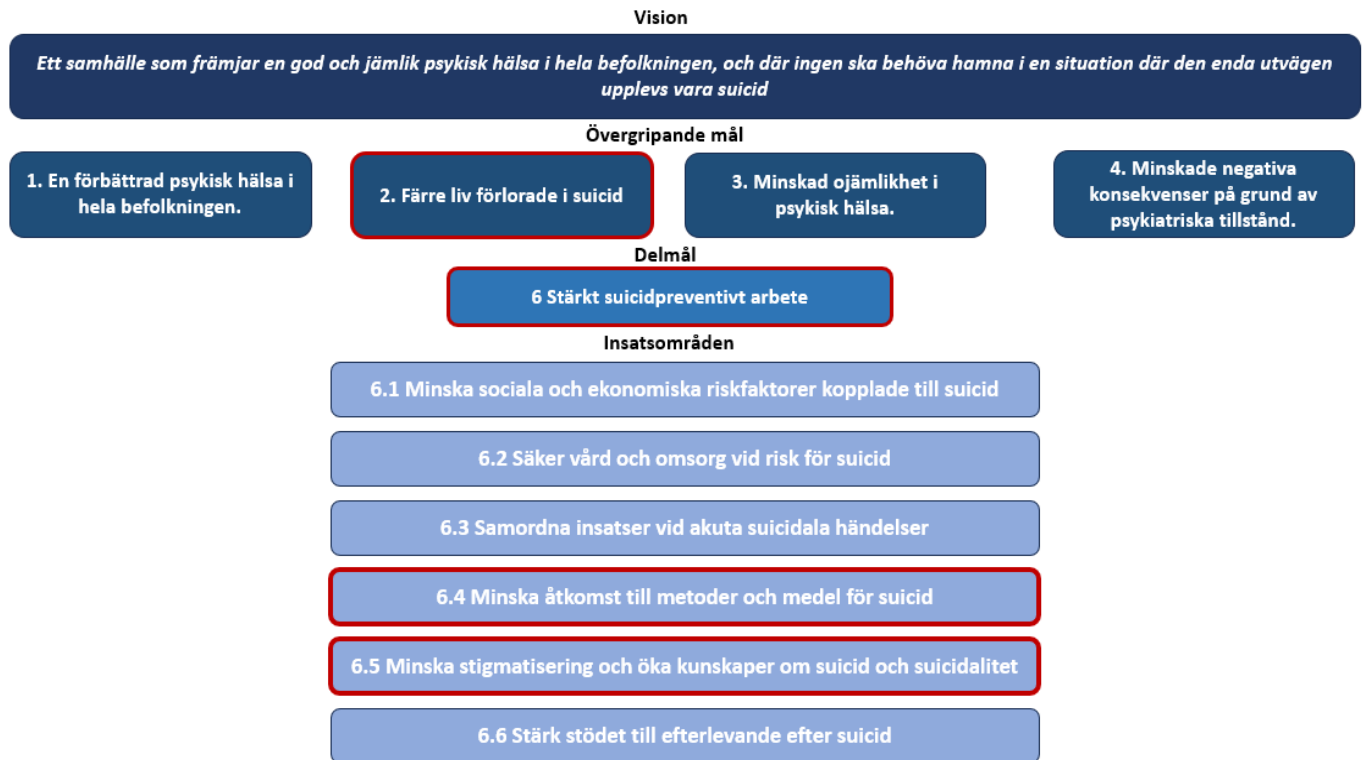 Vision
Ett samhälle som främjar en god och jämlik psykisk hälsa i hela befolkningen, och där ingen ska behöva hamna i en situation där den enda utvägen
upplevs vara suicid
Övergripande mål
1. En förbättrad psykisk hälsa i
hela befolkningen.
2. Färre liv förlorade i suicid
3. Minskad ojämlikhet i
psykisk hälsa.
4. Minskade negativa
konsekvenser på grund av
psykiatriska tillstånd.
Delmål
6 Stärkt suicidpreventivt arbete
Insatsområden
6.1 Minska sociala och ekonomiska riskfaktorer kopplade till suicid
6.2 Säker vård och omsorg vid risk för suicid
6.3 Samordna insatser vid akuta suicidala händelser
6.4 Minska åtkomst till metoder och medel för suicid
6.5 Minska stigmatisering och öka kunskaper om suicid och suicidalitet
6.6 Stärk stödet till efterlevande efter suicid